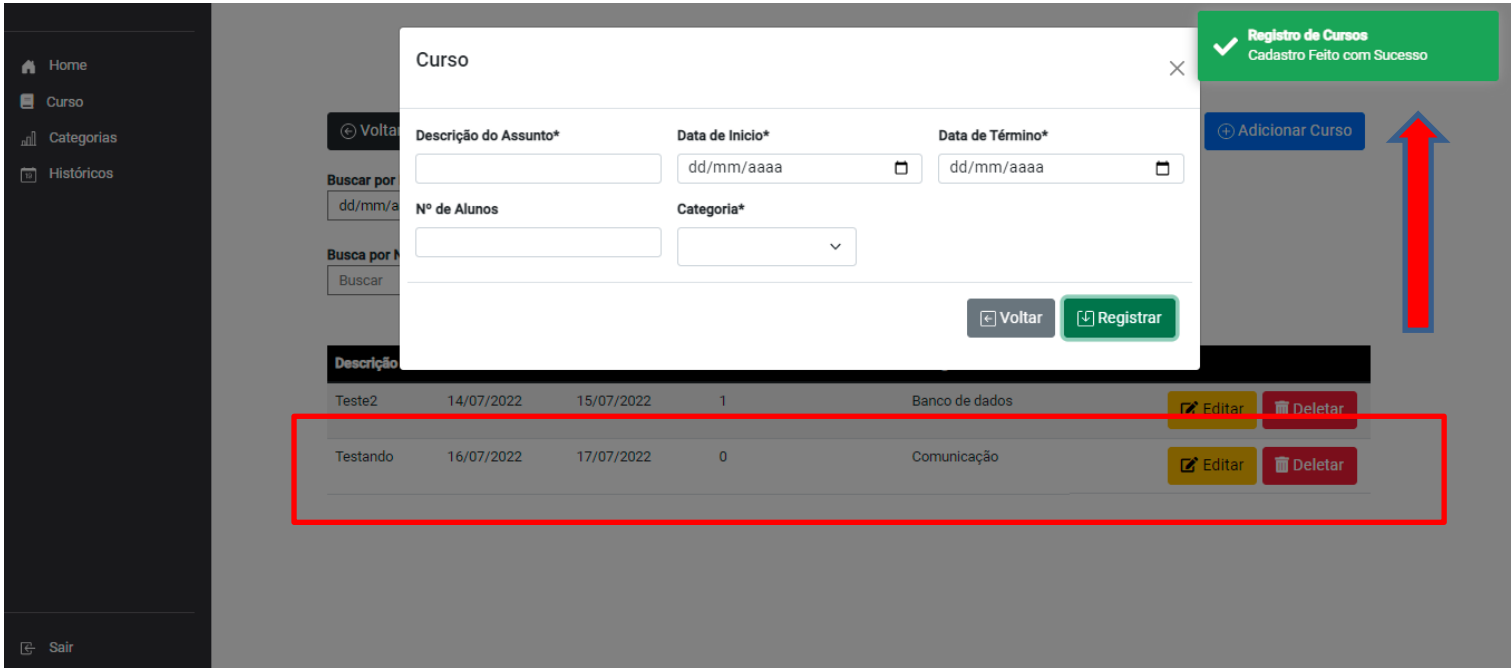 Home
Curso
Categorias
Históricos
Sair
Registro de Cursos
Cadastro Feito com Sucesso
Curso
Descrição do Assunto*
Data de Inicio*
Data de Término*
dd/mm/aaaa
dd/mm/aaaa
Nº de Alunos
Categoria*
Voltar
Registrar
Adicionar Curso
Buscar por
dd/mm/a
Busca por
Buscar
Descrição
Teste2 14/07/2022 15/07/2022 1 Banco de dados Editar Deletar
Testando 16/07/2022 17/07/2022 0 Comunicação Editar Deletar